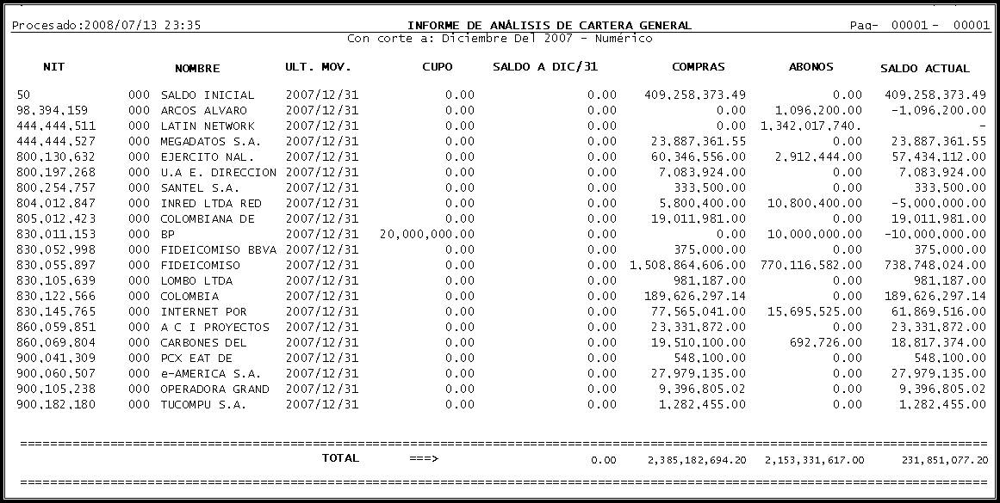 Procesado:2008/07/13 23:35 INFORME DE ANÁLISIS DE CARTERA GENERAL Pag- 00001 - 00001
Con corte a: Diciembre Del 2007 - Numérico
NIT NOMBRE ULT. MOV. CUPO SALDO A DIC/31 COMPRAS ABONOS SALDO ACTUAL
50 000 SALDO INICIAL 2007/12/31 0.00 0.00 409,258,373.49 0.00 409,258,373.49
98,394,159 000 ARCOS ALVARO 2007/12/31 0.00 0.00 0.00 1,096,200.00 -1,096,200.00
444,444,511 000 LATIN NETWORK 2007/12/31 0.00 0.00 0.00 1,342,017,740. -
444,444,527 000 MEGADATOS S.A. 2007/12/31 0.00 0.00 23,887,361.55 0.00 23,887,361.55
800,130,632 000 EJERCITO NAL. 2007/12/31 0.00 0.00 60,346,556.00 2,912,444.00 57,434,112.00
800,197,268 000 U.A E. DIRECCION 2007/12/31 0.00 0.00 7,083,924.00 0.00 7,083,924.00
800,254,757 000 SANTEL S.A. 2007/12/31 0.00 0.00 333,500.00 0.00 333,500.00
804,012,847 000 INRED LTDA RED 2007/12/31 0.00 0.00 5,800,400.00 10,800,400.00 -5,000,000.00
805,012,423 000 COLOMBIANA DE 2007/12/31 0.00 0.00 19,011,981.00 0.00 19,011,981.00
830,011,153 000 BP 2007/12/31 20,000,000.00 0.00 0.00 10,000,000.00 -10,000,000.00
830,052,998 000 FIDEICOMISO BBVA 2007/12/31 0.00 0.00 375,000.00 0.00 375,000.00
830,055,897 000 FIDEICOMISO 2007/12/31 0.00 0.00 1,508,864,606.00 770,116,582.00 738,748,024.00
830,105,639 000 LOMBO LTDA 2007/12/31 0.00 0.00 981,187.00 0.00 981,187.00
830,122,566 000 COLOMBIA 2007/12/31 0.00 0.00 189,626,297.14 0.00 189,626,297.14
830,145,765 000 INTERNET POR 2007/12/31 0.00 0.00 77,565,041.00 15,695,525.00 61,869,516.00
860,059,851 000 A C I PROYECTOS 2007/12/31 0.00 0.00 23,331,872.00 0.00 23,331,872.00
860,069,804 000 CARBONES DEL 2007/12/31 0.00 0.00 19,510,100.00 692,726.00 18,817,374.00
900,041,309 000 PCX EAT DE 2007/12/31 0.00 0.00 548,100.00 0.00 548,100.00
900,060,507 000 e-AMERICA S.A. 2007/12/31 0.00 0.00 27,979,135.00 0.00 27,979,135.00
900,105,238 000 OPERADORA GRAND 2007/12/31 0.00 0.00 9,396,805.02 0.00 9,396,805.02
900,182,180 000 TUCOMPU S.A. 2007/12/31 0.00 0.00 1,282,455.00 0.00 1,282,455.00
TOTAL ===> 0.00 2,385,182,694.20 2,153,331,617.00 231,851,077.20